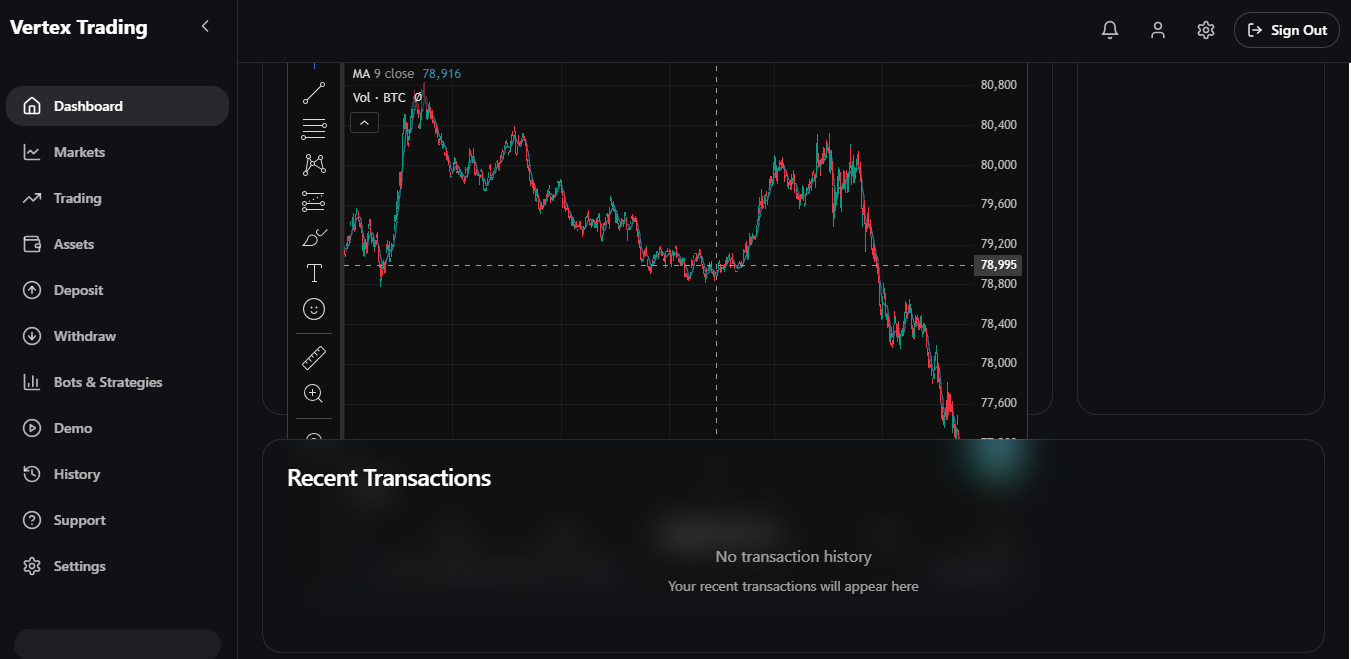 Vertex Trading
Sign Out
Dashboard
Markets
Trading
Assets
Deposit
Withdraw
Bots & Strategies
Demo
History
Support
Settings
MA 9 close 78,916
Vol · BTC Ø
80,800
80,400
80,000
79,600
79,200
78,995
78,800
78,400
78,000
77,600
Recent Transactions
No transaction history
Your recent transactions will appear here